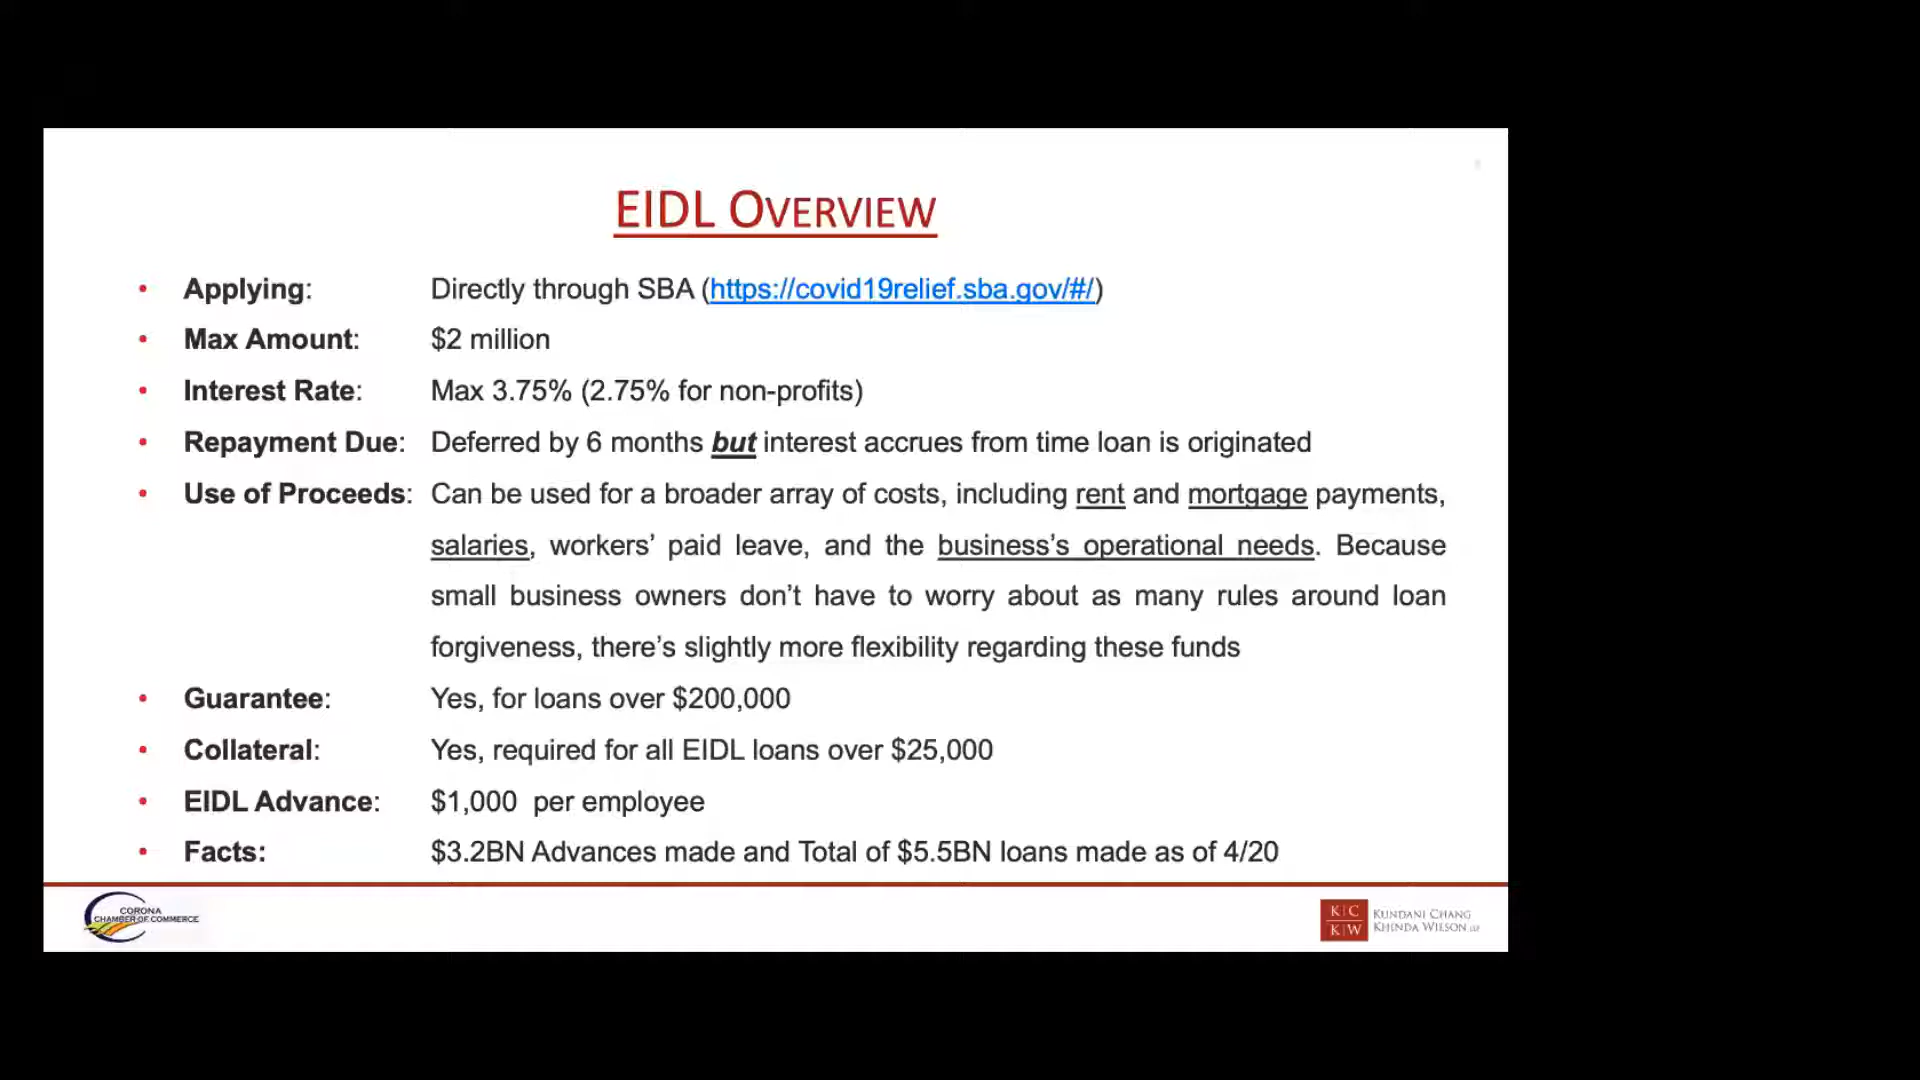 EIDL OVERVIEW
• Applying: Directly through SBA (https://covid19relief.sba.gov/#/)
• Max Amount: $2 million
• Interest Rate: Max 3.75% (2.75% for non-profits)
• Repayment Due: Deferred by 6 months but interest accrues from time loan is originated
• Use of Proceeds: Can be used for a broader array of costs, including rent and mortgage payments,
salaries, workers’ paid leave, and the business’s operational needs. Because
small business owners don’t have to worry about as many rules around loan
forgiveness, there’s slightly more flexibility regarding these funds
• Guarantee: Yes, for loans over $200,000
• Collateral: Yes, required for all EIDL loans over $25,000
• EIDL Advance: $1,000 per employee
• Facts: $3.2BN Advances made and Total of $5.5BN loans made as of 4/20
CORONA
CHAMBER OF COMMERCE
K|C
K|W
KUNDANI CHANG
KHINDA WILSON LLP